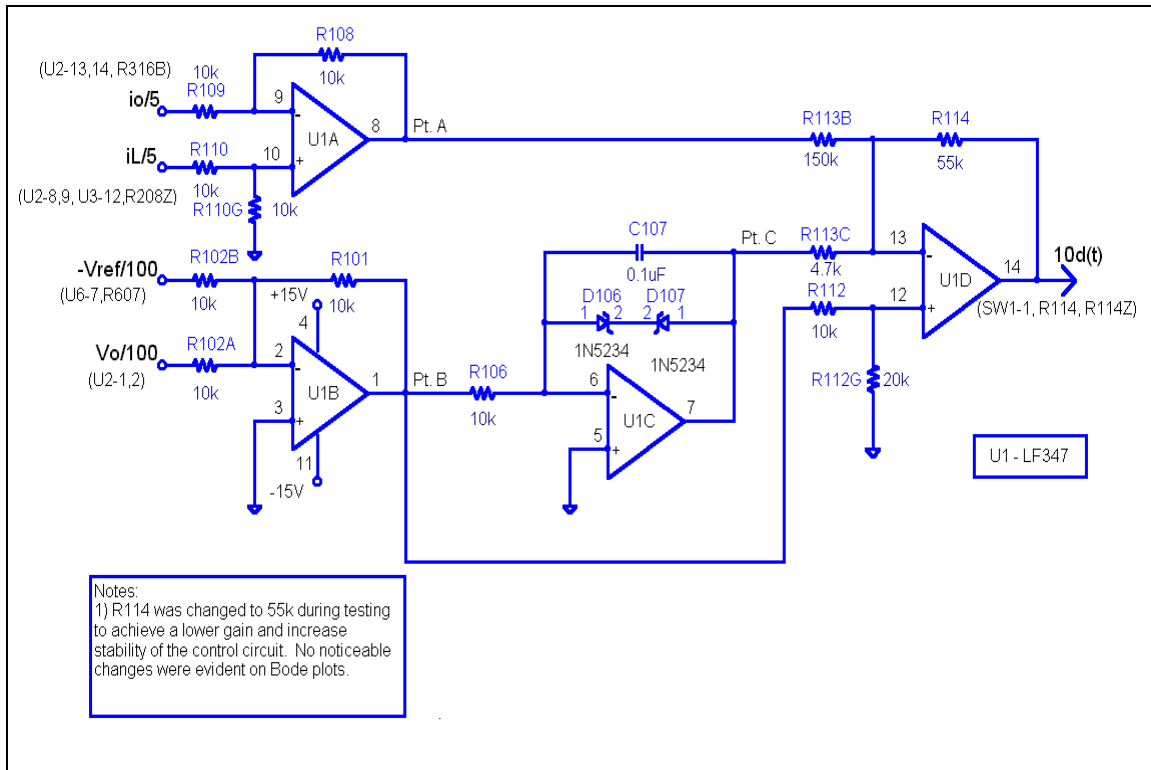 R108
(U2-13,14, R316B)
10k
10k
R109
io/5
9
-
U1A
8
Pt. A
R113B
150k
R114
55k
iL/5
R110
10
+
10k
(U2-8,9, U3-12,R208Z)
R110G
10k
-Vref/100
R102B
(U6-7,R607)
10k
R101
10k
+15V
4
Vo/100
R102A
(U2-1,2)
10k
2
-
U1B
1
Pt. B
3
+
11
-15V
R106
10k
C107
0.1uF
D106
D107
1
2
2
1
1N5234
1N5234
6
-
U1C
7
5
+
Pt. C
R113C
4.7k
13
-
U1D
14
10d(t)
R112
12
+
10k
(SW1-1, R114, R114Z)
R112G
20k
U1 - LF347
Notes:
1) R114 was changed to 55k during testing
to achieve a lower gain and increase
stability of the control circuit. No noticeable
changes were evident on Bode plots.